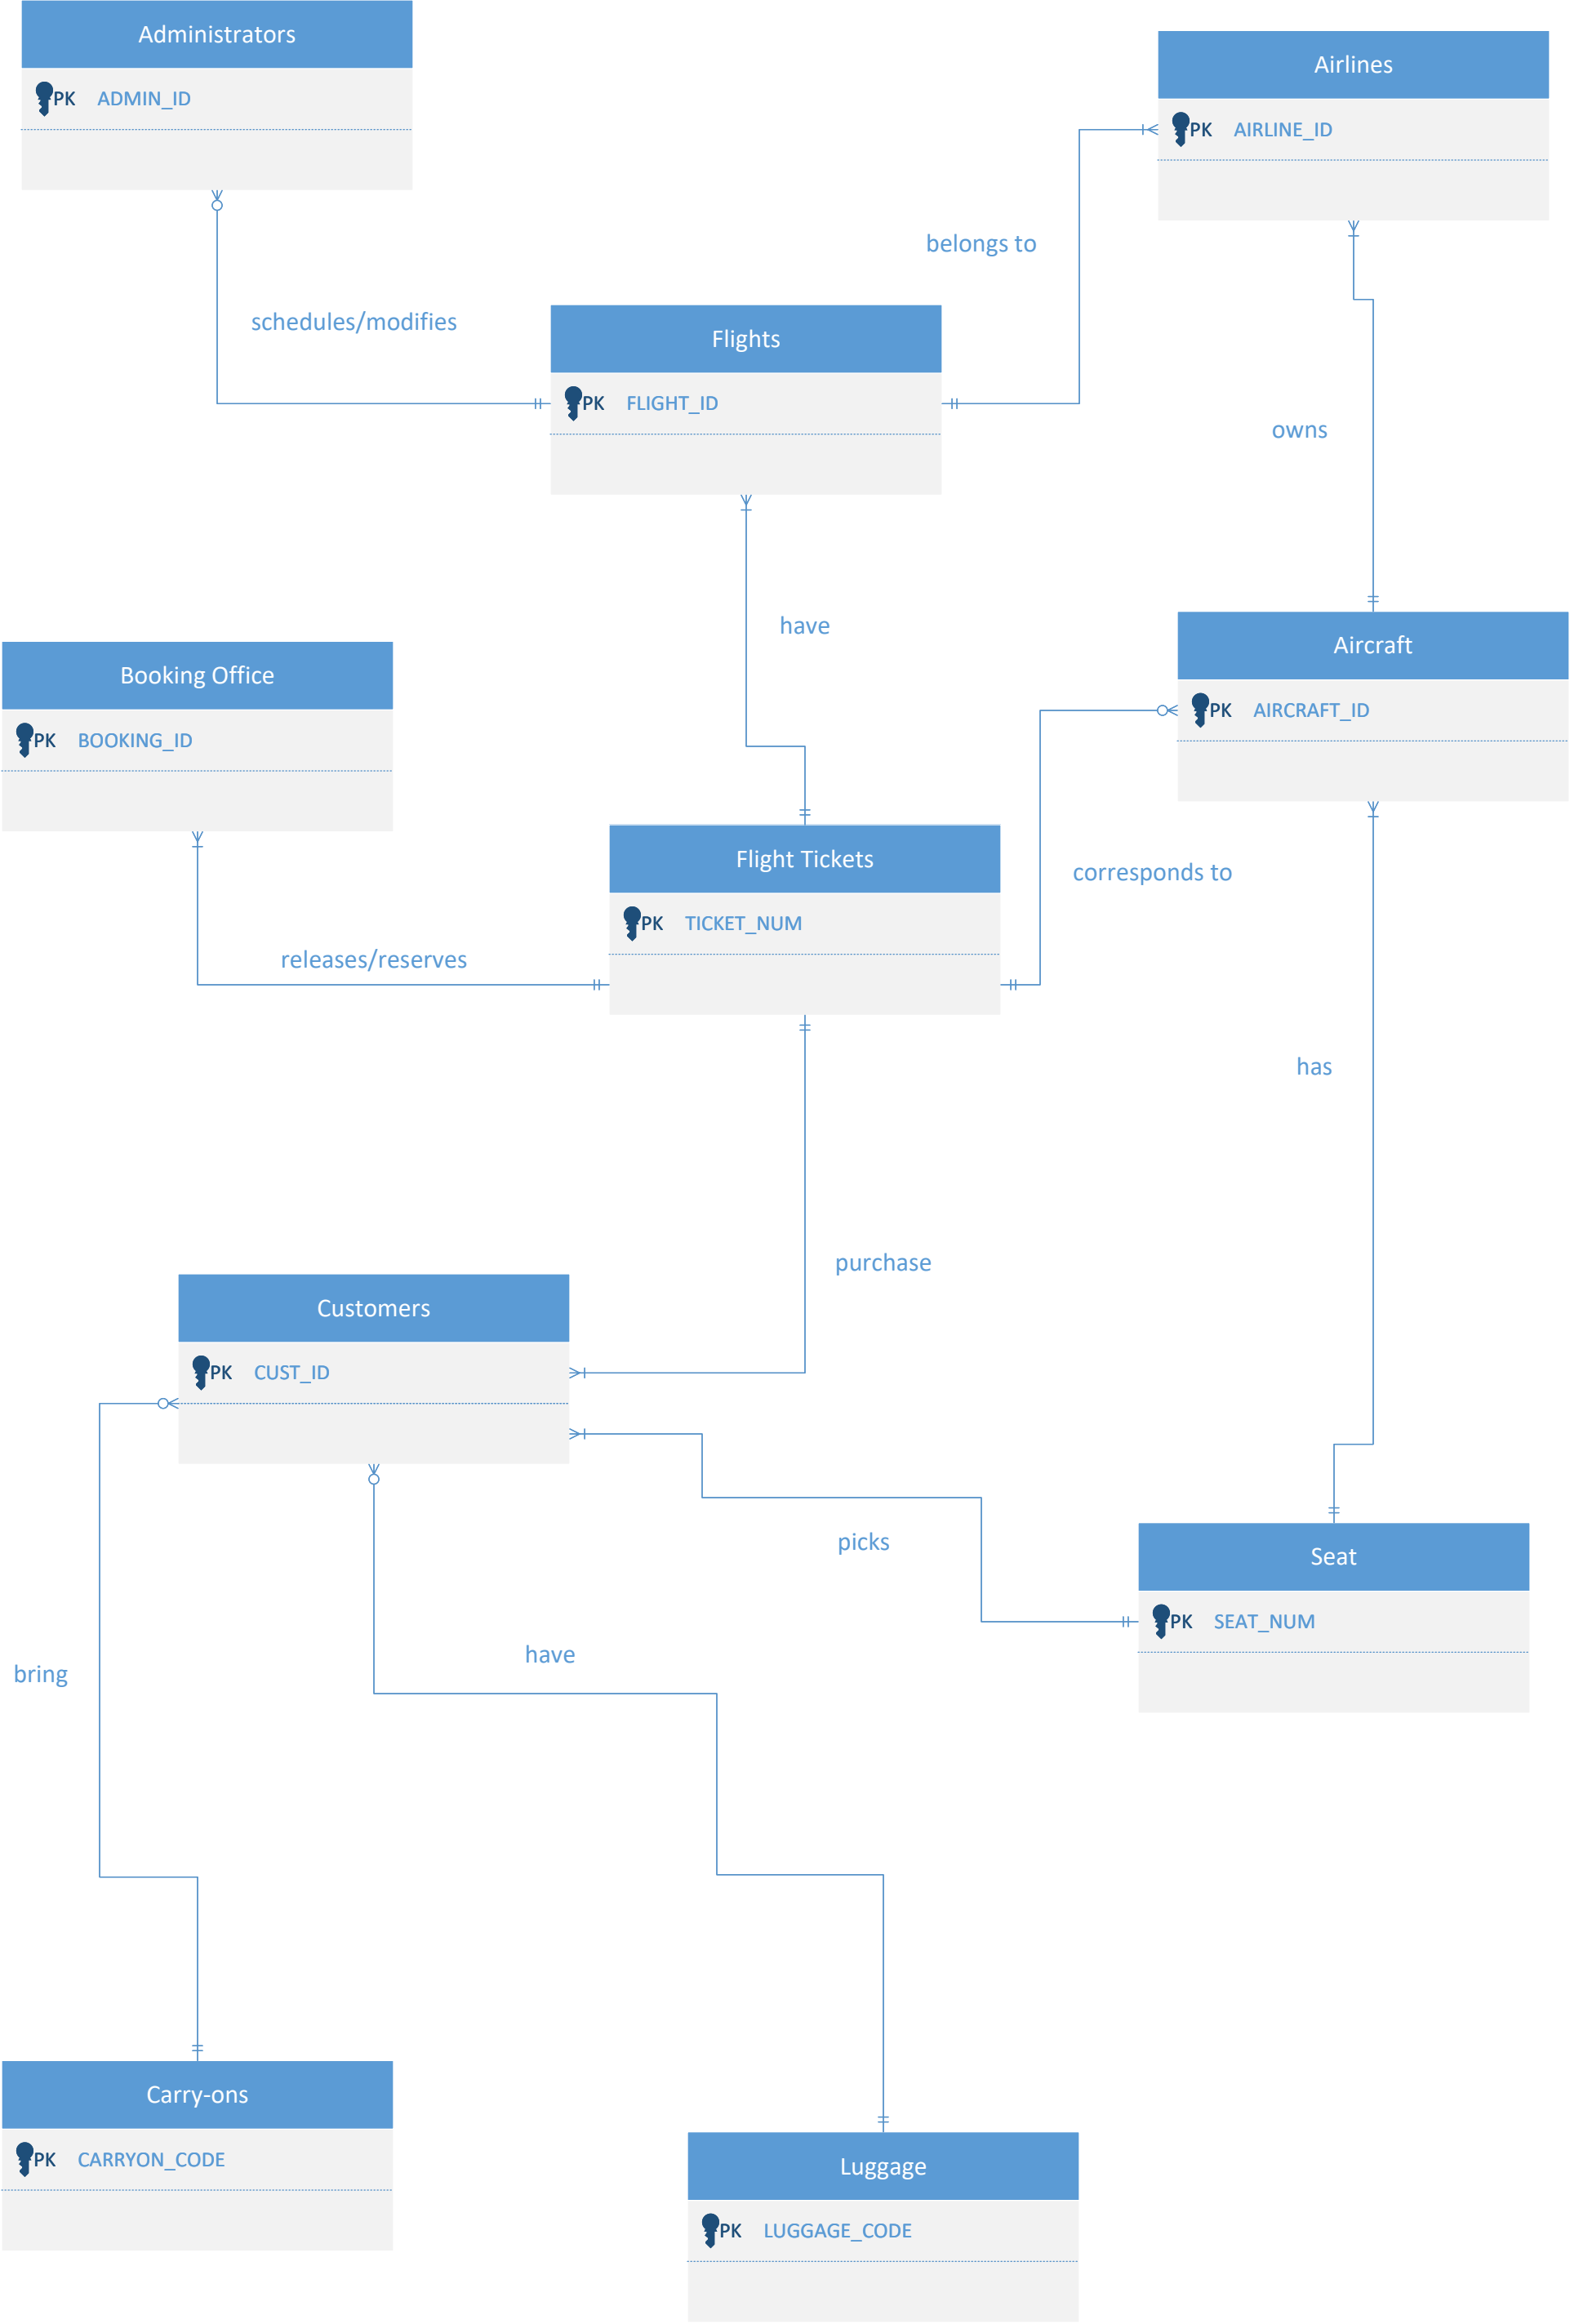 Administrators
PK ADMIN_ID
Airlines
PK AIRLINE_ID
belongs to
schedules/modifies
Flights
PK FLIGHT_ID
owns
have
Booking Office
PK BOOKING_ID
Aircraft
PK AIRCRAFT_ID
Flight Tickets
PK TICKET_NUM
corresponds to
releases/reserves
has
purchase
Customers
PK CUST_ID
picks
Seat
PK SEAT_NUM
have
bring
Carry-ons
PK CARRYON_CODE
Luggage
PK LUGGAGE_CODE